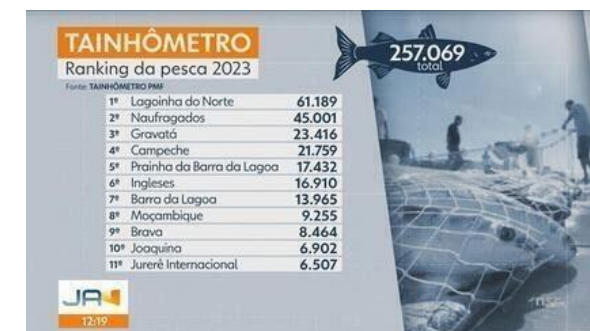 TAINHÔMETRO
Ranking da pesca 2023
Fonte: TAINHÔMETRO PMF
257.069
total
1º Lagoinha do Norte 61.189
2º Naufragados 45.001
3º Gravatá 23.416
4º Campeche 21.759
5º Prainha da Barra da Lagoa 17.432
6º Ingleses 16.910
7º Barra da Lagoa 13.965
8º Moçambique 9.255
9º Brava 8.464
10º Joaquina 6.902
11º Jurerê Internacional 6.507
JA
12:19
nsc